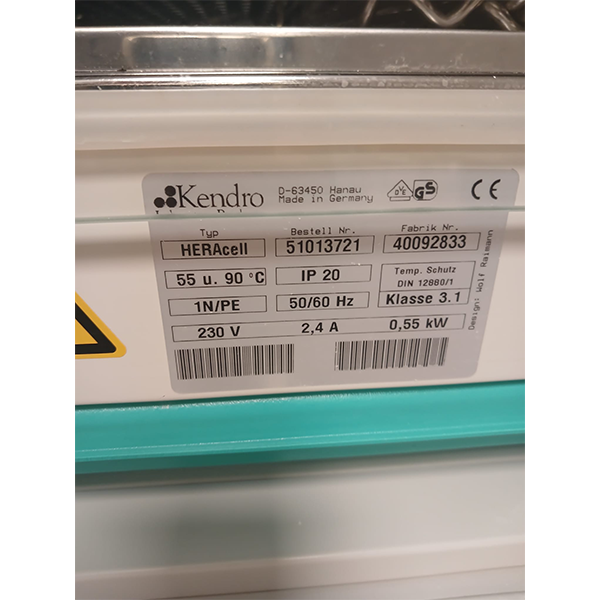 Kendro
D-63450 Hanau
Made in Germany
VDE GS CE
Typ Bestell Nr. Fabrik Nr.
HERAcell 51013721 40092833
55 u. 90 °C IP 20 Temp. Schutz
DIN 12880/1
1N/PE 50/60 Hz Klasse 3.1
230 V 2,4 A 0,55 kW
Design: Wolf Raimann